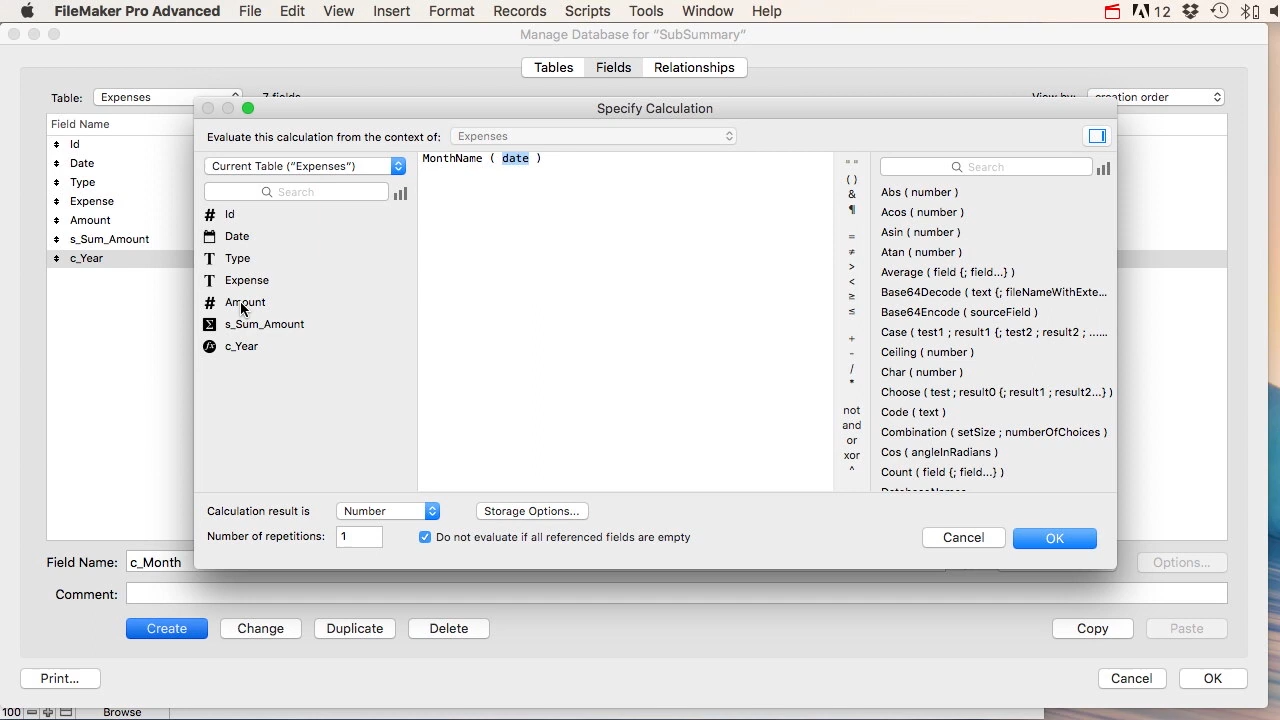 FileMaker Pro Advanced File Edit View Insert Format Records Scripts Tools Window Help 12
Manage Database for “SubSummary”
Tables Fields Relationships
Table: Expenses
Field Name
Id
Date
Type
Expense
Amount
s_Sum_Amount
c_Year
Specify Calculation
Evaluate this calculation from the context of: Expenses
Current Table (“Expenses”)
Search
# Id
Date
T Type
T Expense
# Amount
Σ s_Sum_Amount
fx c_Year
MonthName ( date )
" "
( )
&
¶
=
≠
>
<
≥
≤
+
-
/
*
not
and
or
xor
^
Search
Abs ( number )
Acos ( number )
Asin ( number )
Atan ( number )
Average ( field {; field...} )
Base64Decode ( text {; fileNameWithExte...
Base64Encode ( sourceField )
Case ( test1 ; result1 {; test2 ; result2 ; ......
Ceiling ( number )
Char ( number )
Choose ( test ; result0 {; result1 ; result2...} )
Code ( text )
Combination ( setSize ; numberOfChoices )
Cos ( angleInRadians )
Count ( field {; field...} )
Calculation result is Number Storage Options...
Number of repetitions: 1 Do not evaluate if all referenced fields are empty
Cancel OK
Field Name: c_Month Options...
Comment:
Create Change Duplicate Delete Copy Paste
Print... Cancel OK
100 Browse